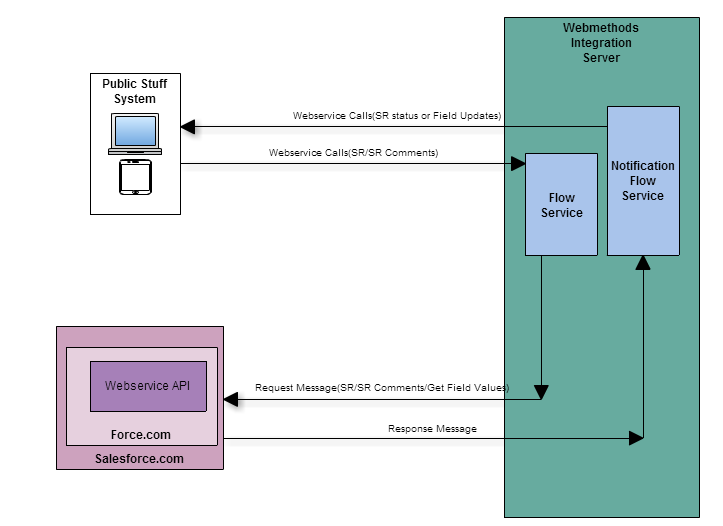 Webmethods
Integration
Server
Public Stuff
System
Webservice Calls(SR status or Field Updates)
Webservice Calls(SR/SR Comments)
Notification
Flow
Service
Flow
Service
Webservice API
Force.com
Salesforce.com
Request Message(SR/SR Comments/Get Field Values)
Response Message